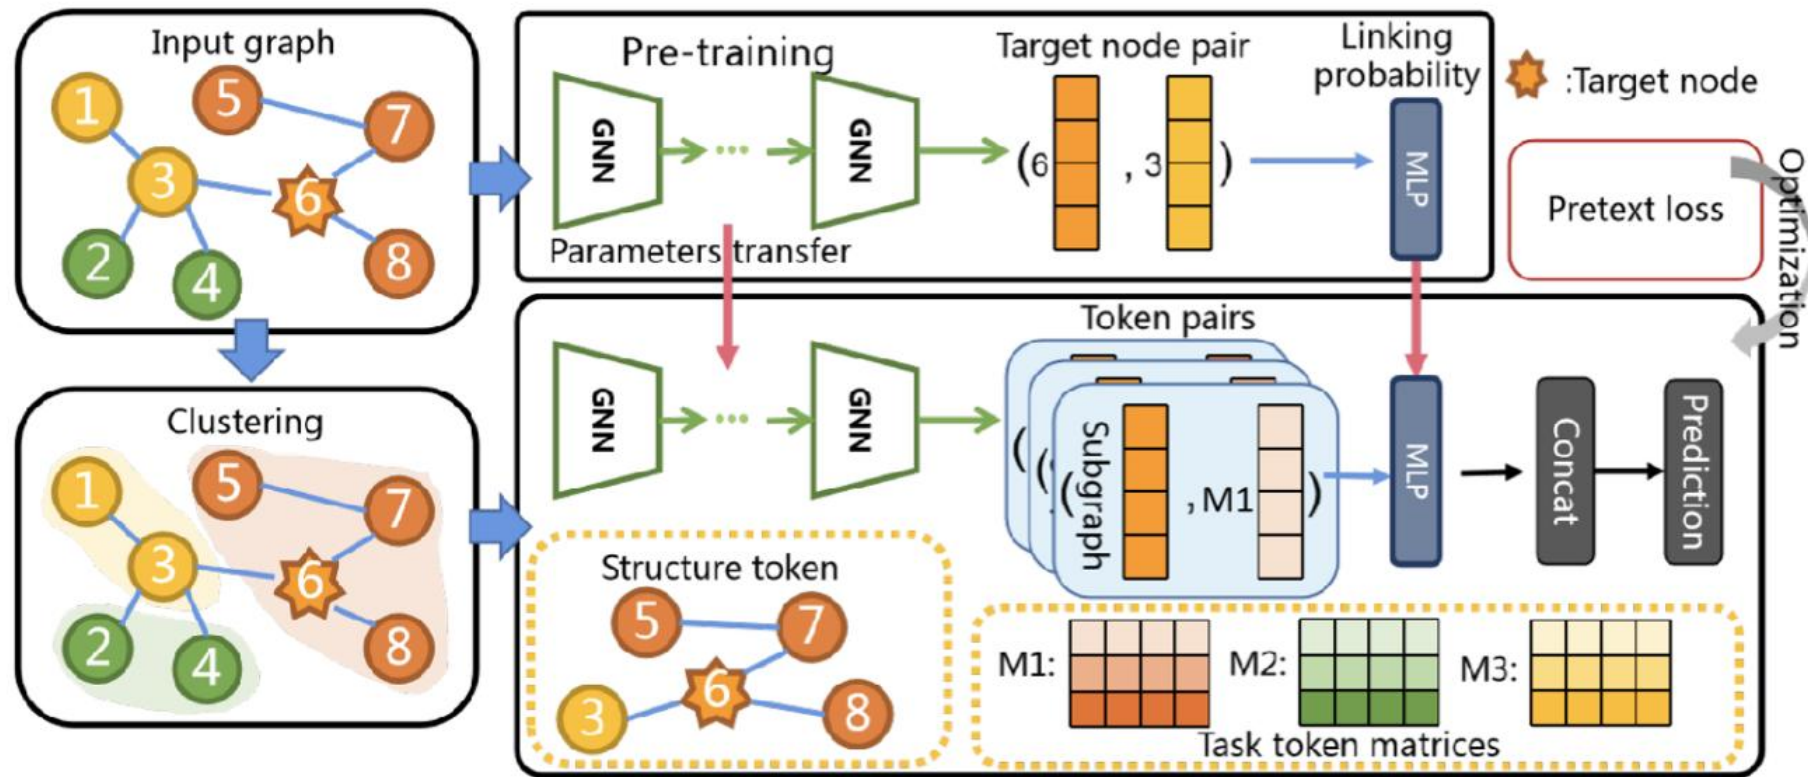 Input graph
1
5
7
3
6
2
4
8
Pre-training
GNN
...
GNN
Parameters transfer
Target node pair
(6 , 3 )
Linking
probability
MLP
:Target node
Pretext loss
Optimization
Clustering
1
5
7
3
6
2
4
8
GNN
...
GNN
Token pairs
(
(
(Subgraph , M1 )
MLP
Concat
Prediction
Structure token
5
7
6
3
8
M1:
M2:
M3:
Task token matrices